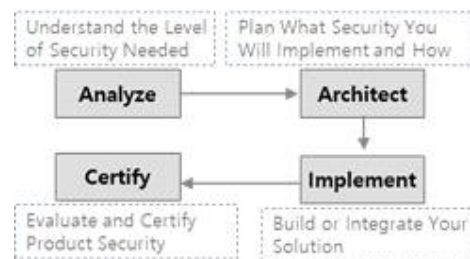 Understand the Level
of Security Needed
Plan What Security You
Will Implement and How
Analyze
Architect
Certify
Implement
Evaluate and Certify
Product Security
Build or Integrate Your
Solution